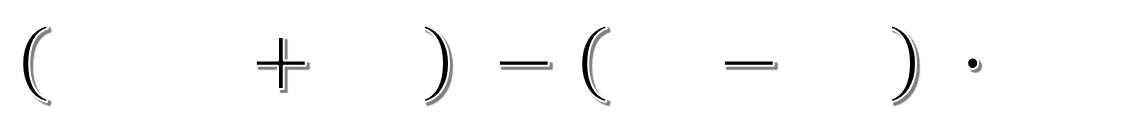 ( + ) − ( − ) ·